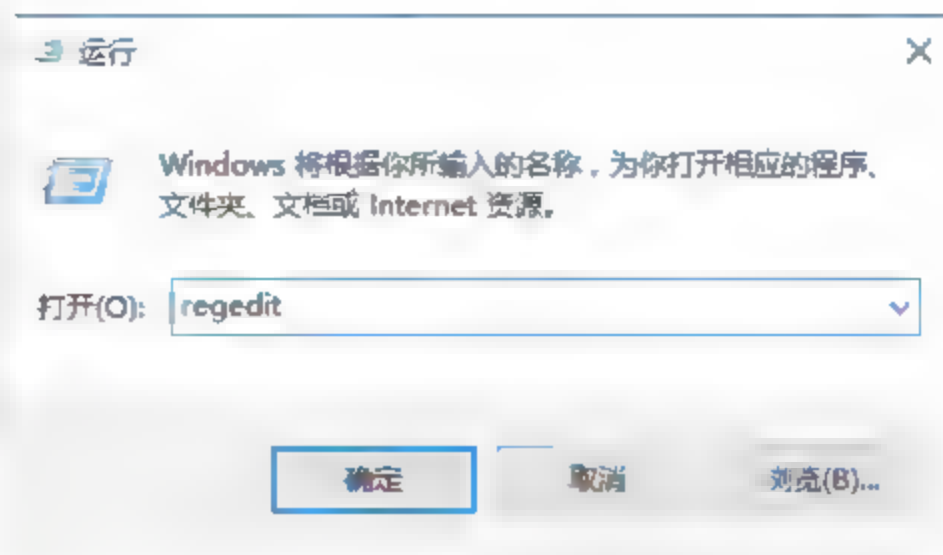 运行
Windows 将根据你所输入的名称，为你打开相应的程序、
文件夹、文档或 Internet 资源。
打开(O): regedit
确定 取消 浏览(B)...